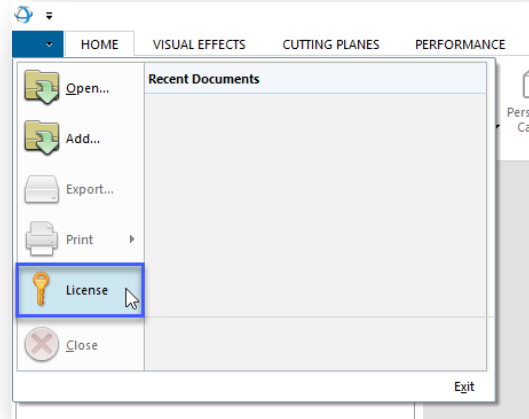 HOME VISUAL EFFECTS CUTTING PLANES PERFORMANCE
Open...
Recent Documents
Add...
Export...
Print
License
Close
Exit